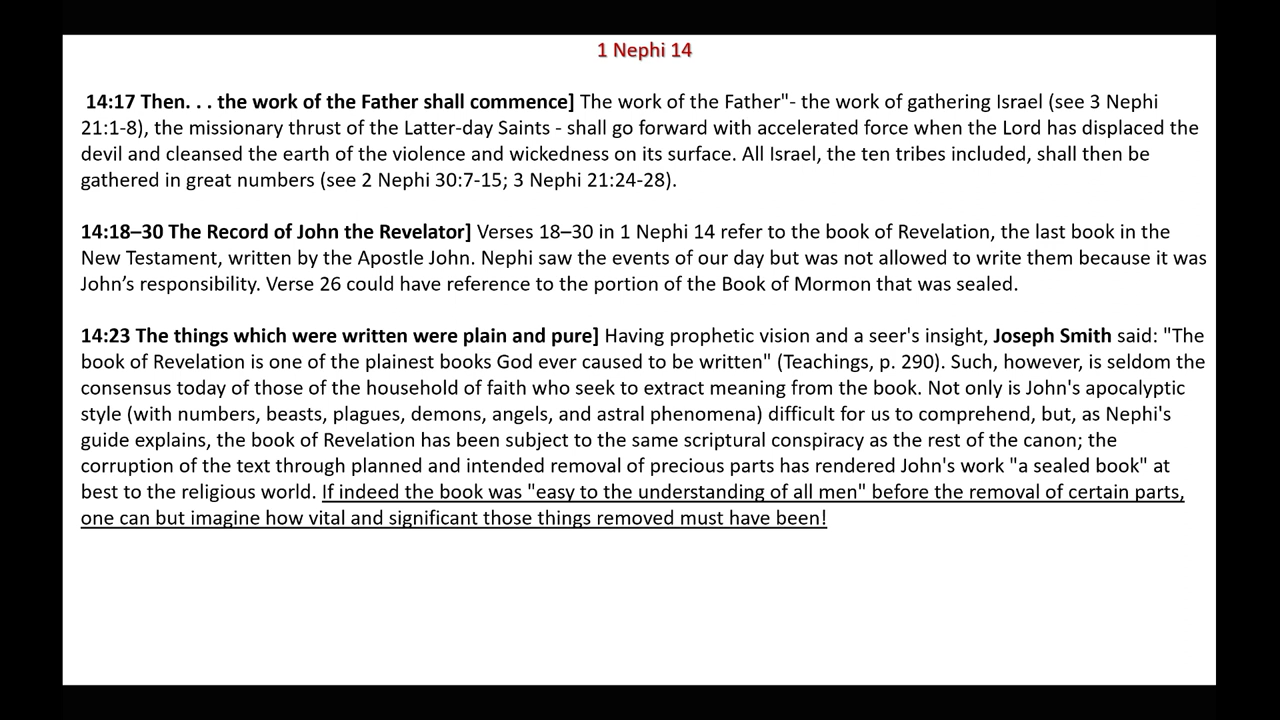 1 Nephi 14
14:17 Then. . . the work of the Father shall commence] The work of the Father"- the work of gathering Israel (see 3 Nephi
21:1-8), the missionary thrust of the Latter-day Saints - shall go forward with accelerated force when the Lord has displaced the
devil and cleansed the earth of the violence and wickedness on its surface. All Israel, the ten tribes included, shall then be
gathered in great numbers (see 2 Nephi 30:7-15; 3 Nephi 21:24-28).
14:18–30 The Record of John the Revelator] Verses 18–30 in 1 Nephi 14 refer to the book of Revelation, the last book in the
New Testament, written by the Apostle John. Nephi saw the events of our day but was not allowed to write them because it was
John’s responsibility. Verse 26 could have reference to the portion of the Book of Mormon that was sealed.
14:23 The things which were written were plain and pure] Having prophetic vision and a seer's insight, Joseph Smith said: "The
book of Revelation is one of the plainest books God ever caused to be written" (Teachings, p. 290). Such, however, is seldom the
consensus today of those of the household of faith who seek to extract meaning from the book. Not only is John's apocalyptic
style (with numbers, beasts, plagues, demons, angels, and astral phenomena) difficult for us to comprehend, but, as Nephi's
guide explains, the book of Revelation has been subject to the same scriptural conspiracy as the rest of the canon; the
corruption of the text through planned and intended removal of precious parts has rendered John's work "a sealed book" at
best to the religious world. If indeed the book was "easy to the understanding of all men" before the removal of certain parts,
one can but imagine how vital and significant those things removed must have been!